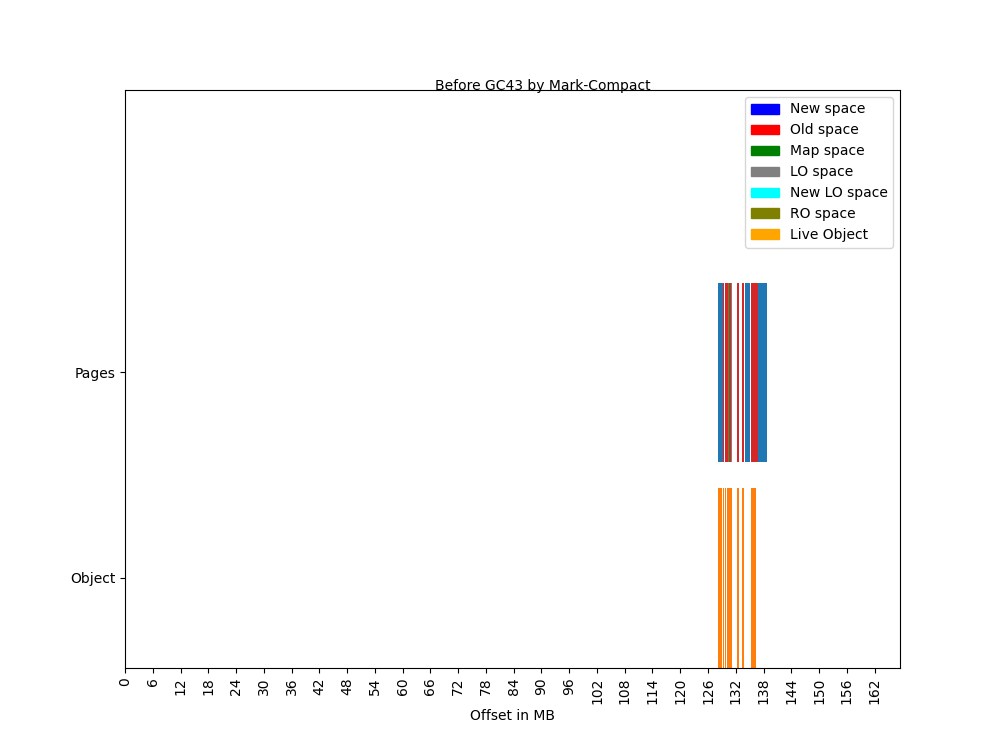 Before GC43 by Mark-Compact
New space
Old space
Map space
LO space
New LO space
RO space
Live Object
Pages
Object
0 6 12 18 24 30 36 42 48 54 60 66 72 78 84 90 96 102 108 114 120 126 132 138 144 150 156 162
Offset in MB